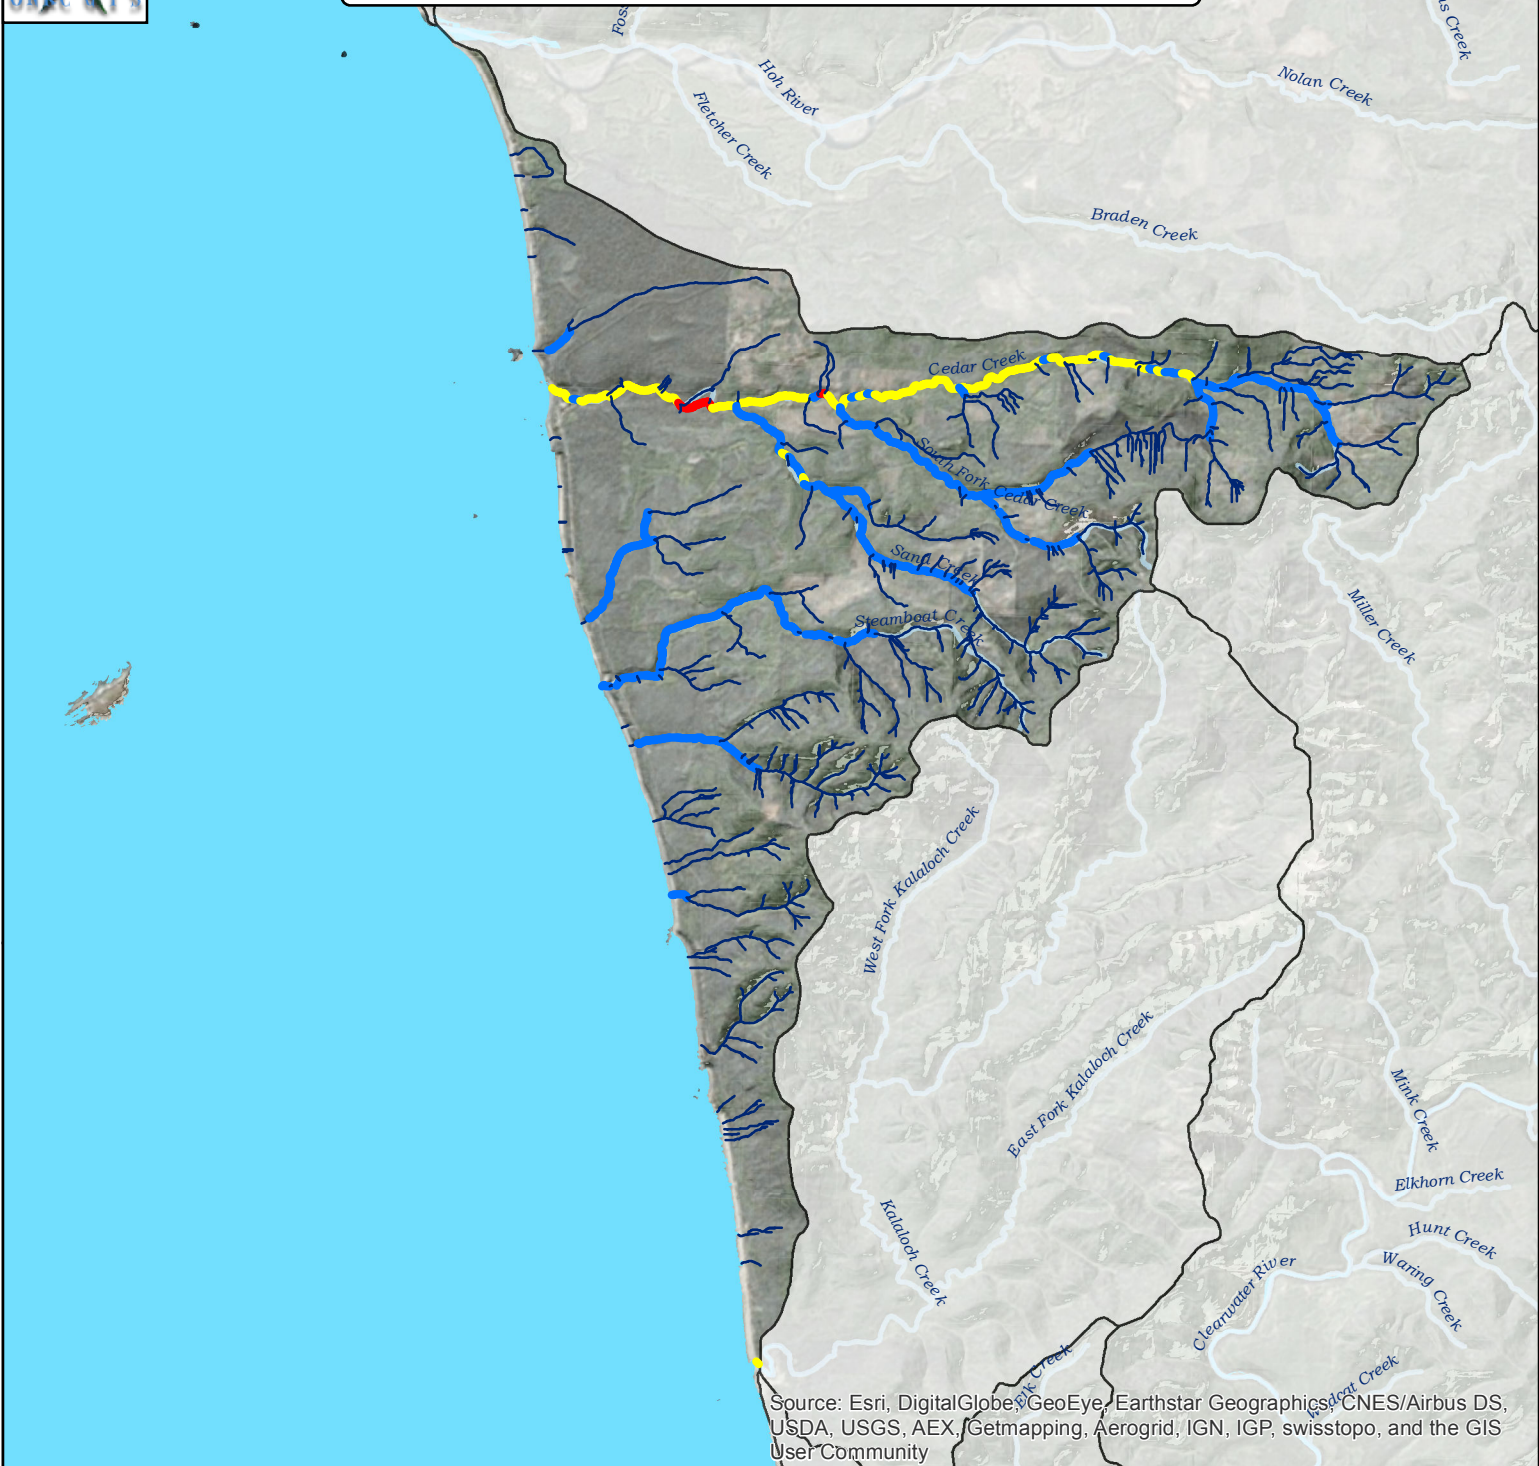 Hoh River
Fletcher Creek
Nolan Creek
Braden Creek
Cedar Creek
South Fork Cedar Creek
Sand Creek
Steamboat Creek
Miller Creek
West Fork Kalaloch Creek
East Fork Kalaloch Creek
Kalaloch Creek
Mink Creek
Elkhorn Creek
Hunt Creek
Waring Creek
Clearwater River
Elk Creek
Source: Esri, DigitalGlobe, GeoEye, Earthstar Geographics, CNES/Airbus DS,
USDA, USGS, AEX, Getmapping, Aerogrid, IGN, IGP, swisstopo, and the GIS
User Community